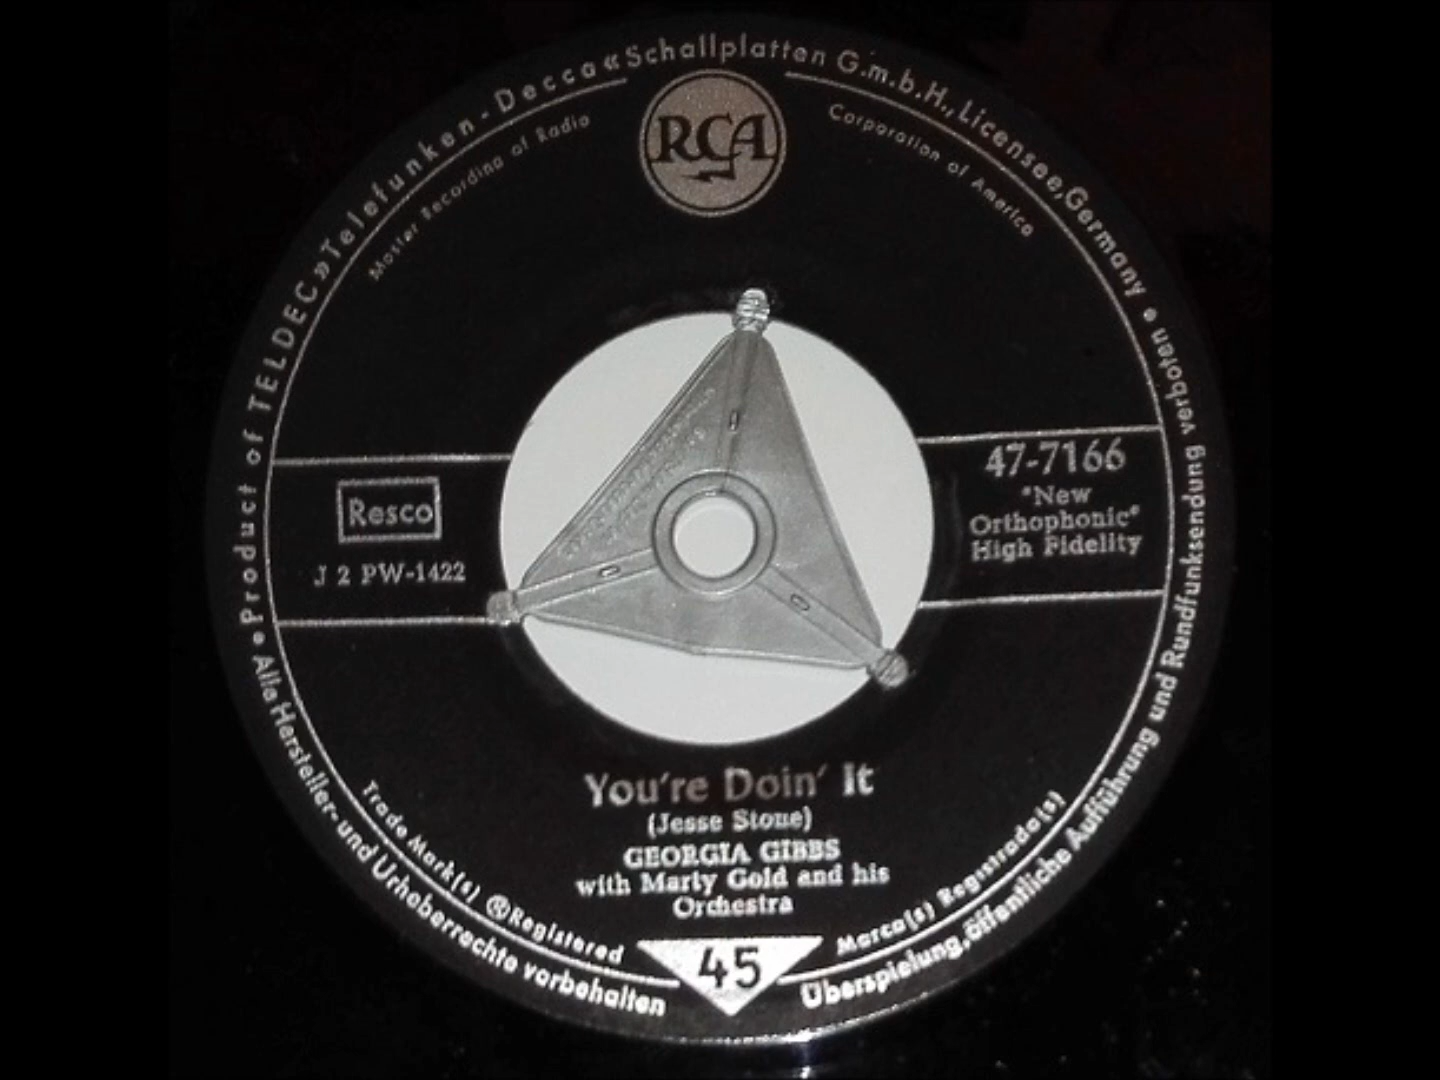 • Product of TELDEC »Telefunken - Decca« Schallplatten G.m.b.H., Licensee, Germany •
Master Recording of Radio Corporation of America
RCA
Resco
J 2 PW-1422
47-7166
"New
Orthophonic"
High Fidelity
You're Doin' It
(Jesse Stone)
GEORGIA GIBBS
with Marty Gold and his
Orchestra
45
Trade Mark(s) ®Registered
Marca(s) Registrada(s)
Alle Hersteller- und Urheberrechte vorbehalten
Überspielung, öffentliche Aufführung und Rundfunksendung verboten